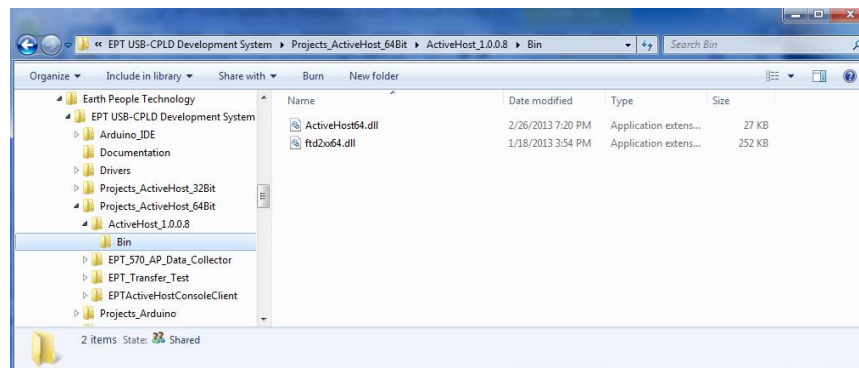 « EPT USB-CPLD Development System ▸ Projects_ActiveHost_64Bit ▸ ActiveHost_1.0.0.8 ▸ Bin Search Bin
Organize Include in library Share with Burn New folder
Earth People Technology
EPT USB-CPLD Development System
Arduino_IDE
Documentation
Drivers
Projects_ActiveHost_32Bit
Projects_ActiveHost_64Bit
ActiveHost_1.0.0.8
Bin
EPT_570_AP_Data_Collector
EPT_Transfer_Test
EPTActiveHostConsoleClient
Projects_Arduino
Name Date modified Type Size
ActiveHost64.dll 2/26/2013 7:20 PM Application extens... 27 KB
ftd2xx64.dll 1/18/2013 3:54 PM Application extens... 252 KB
2 items State: Shared